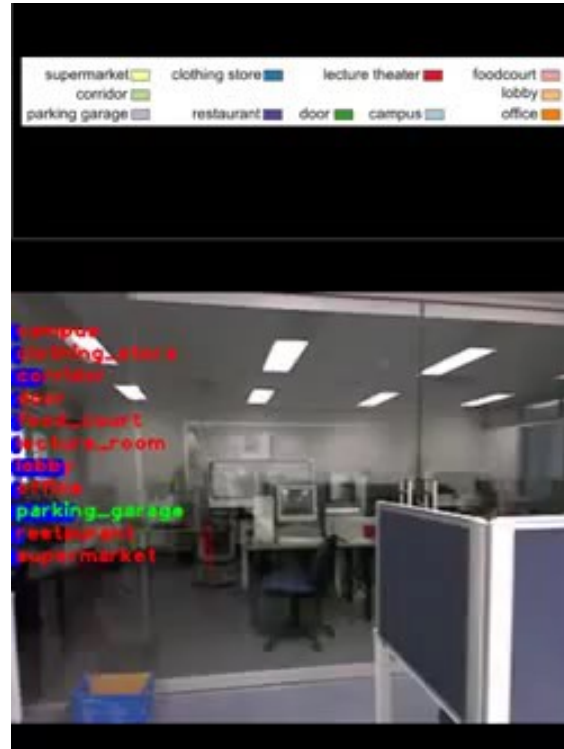 supermarket clothing store lecture theater foodcourt
corridor lobby
parking garage restaurant door campus office
campus
clothing_store
corridor
door
food_court
lecture_room
lobby
office
parking_garage
restaurant
supermarket